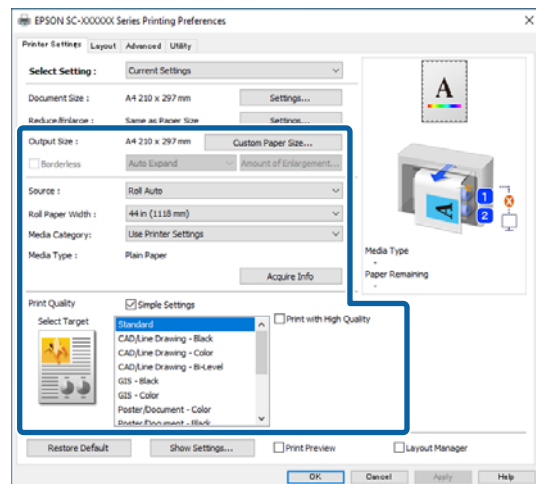 EPSON SC-XXXXXX Series Printing Preferences
Printer Settings Layout Advanced Utility
Select Setting : Current Settings
Document Size : A4 210 x 297 mm Settings...
Reduce/Enlarge : Same as Paper Size Settings...
Output Size : A4 210 x 297 mm Custom Paper Size...
Borderless Auto Expand Amount of Enlargement...
Source : Roll Auto
Roll Paper Width : 44 in (1118 mm)
Media Category: Use Printer Settings
Media Type : Plain Paper
Acquire Info
Print Quality Simple Settings
Select Target
Standard
CAD/Line Drawing - Black
CAD/Line Drawing - Color
CAD/Line Drawing - Bi-Level
GIS - Black
GIS - Color
Poster/Document - Color
Poster/Document - Black
Print with High Quality
A
A
1
2
Media Type
-
Paper Remaining
-
Restore Default Show Settings... Print Preview Layout Manager
OK Cancel Apply Help